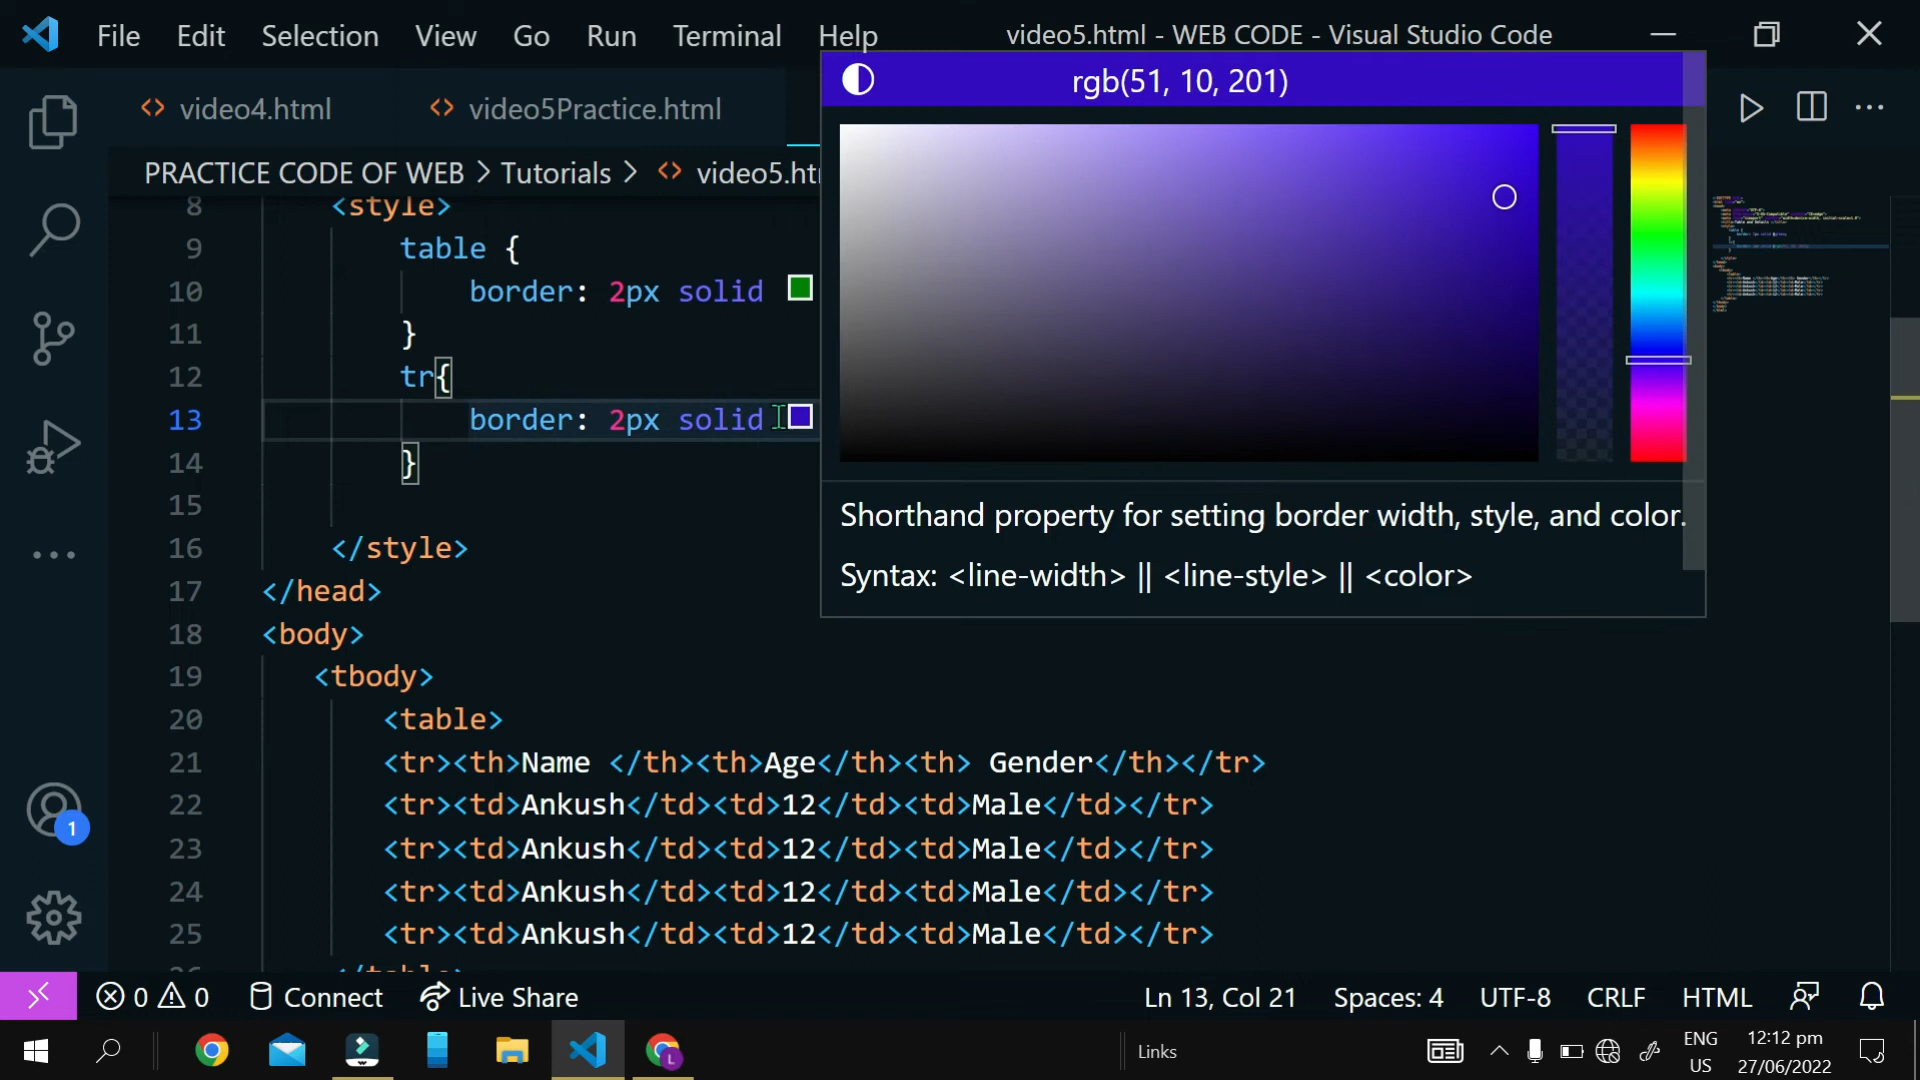 File Edit Selection View Go Run Terminal Help video5.html - WEB CODE - Visual Studio Code
rgb(51, 10, 201)
video4.html video5Practice.html
PRACTICE CODE OF WEB > Tutorials > video5.ht
8 <style>
9 table {
10 border: 2px solid
11 }
12 tr{
13 border: 2px solid
14 }
15
16 </style>
17 </head>
18 <body>
19 <tbody>
20 <table>
21 <tr><th>Name </th><th>Age</th><th> Gender</th></tr>
22 <tr><td>Ankush</td><td>12</td><td>Male</td></tr>
23 <tr><td>Ankush</td><td>12</td><td>Male</td></tr>
24 <tr><td>Ankush</td><td>12</td><td>Male</td></tr>
25 <tr><td>Ankush</td><td>12</td><td>Male</td></tr>
Shorthand property for setting border width, style, and color.
Syntax: <line-width> || <line-style> || <color>
1
0 0 Connect Live Share Ln 13, Col 21 Spaces: 4 UTF-8 CRLF HTML
L
Links
ENG
US
12:12 pm
27/06/2022